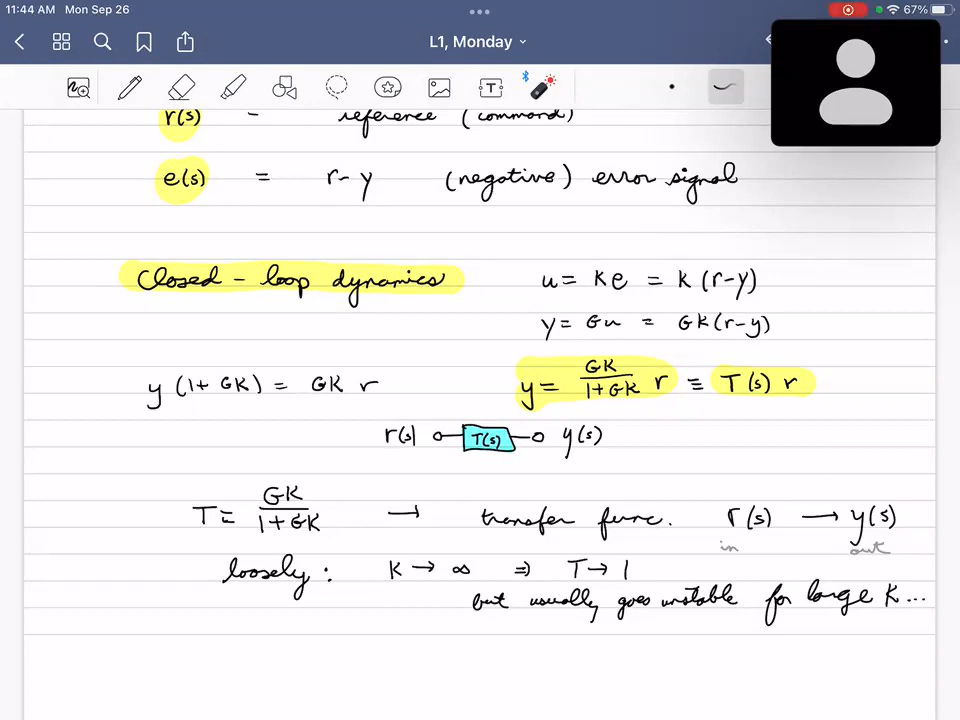 11:44 AM Mon Sep 26
67%
L1, Monday
r(s) - reference (command)
e(s) = r-y (negative) error signal
Closed - loop dynamics
u = Ke = K(r-y)
y = Gu = GK(r-y)
y (1+ GK) = GK r
y = GK / 1+GK r ≡ T(s) r
r(s) T(s) y(s)
T = GK / 1+GK → transfer func. r(s) → y(s)
in out
loosely: K → ∞ ⇒ T → 1
but usually goes unstable for large K...